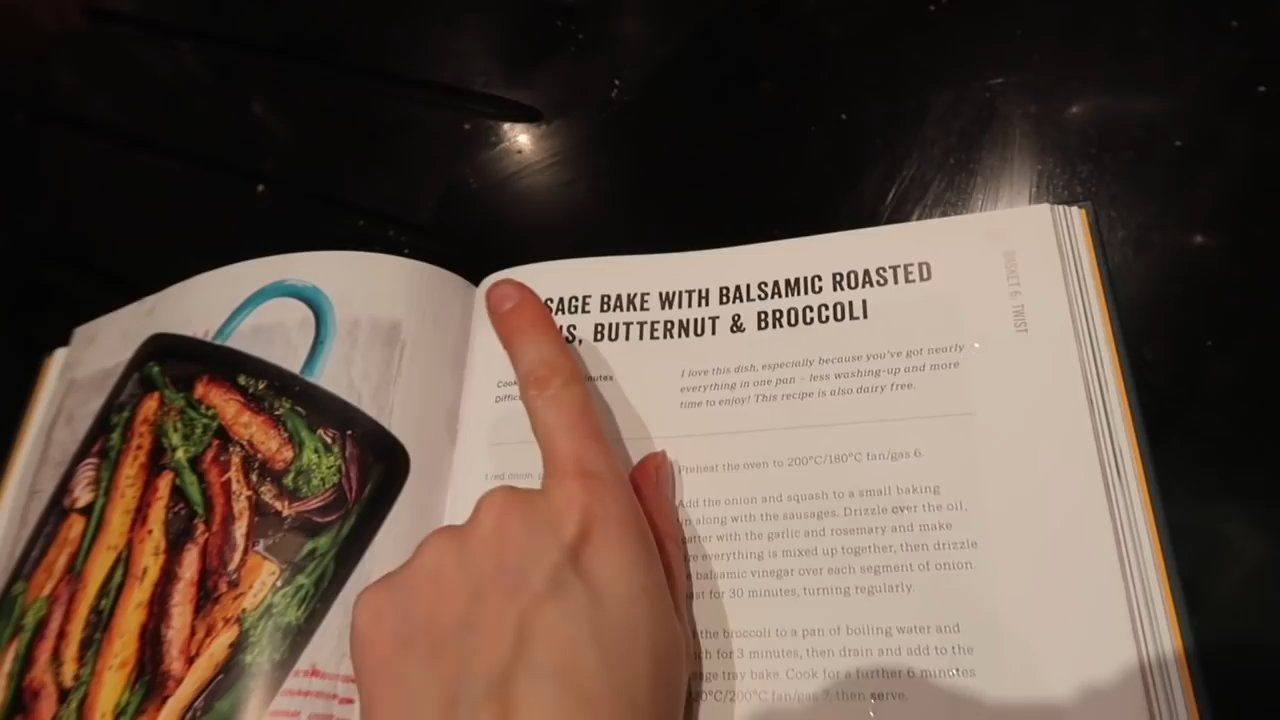 SAGE BAKE WITH BALSAMIC ROASTED
S, BUTTERNUT & BROCCOLI
Cook nutes
Diffic
I love this dish, especially because you've got nearly
everything in one pan – less washing-up and more
time to enjoy! This recipe is also dairy free.
1 red onion,
Preheat the oven to 200°C/180°C fan/gas 6.
Add the onion and squash to a small baking
along with the sausages. Drizzle over the oil,
catter with the garlic and rosemary and make
re everything is mixed up together, then drizzle
balsamic vinegar over each segment of onion.
ast for 30 minutes, turning regularly.
the broccoli to a pan of boiling water and
ch for 3 minutes, then drain and add to the
sage tray bake. Cook for a further 6 minutes
20°C/200°C fan/gas 7, then serve.
BASKET 6: TWIST